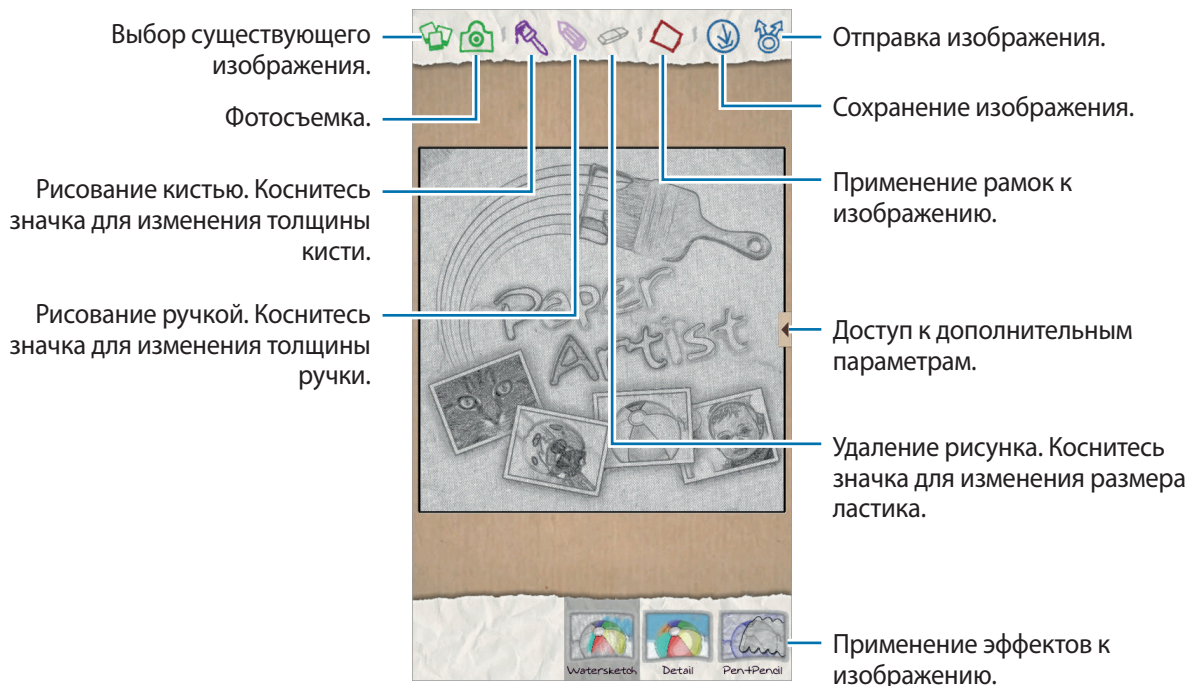 Выбор существующего
изображения.
Фотосъемка.
Рисование кистью. Коснитесь
значка для изменения толщины
кисти.
Рисование ручкой. Коснитесь
значка для изменения толщины
ручки.
Paper
Artist
Watersketch
Detail
Pen+Pencil
Отправка изображения.
Сохранение изображения.
Применение рамок к
изображению.
Доступ к дополнительным
параметрам.
Удаление рисунка. Коснитесь
значка для изменения размера
ластика.
Применение эффектов к
изображению.